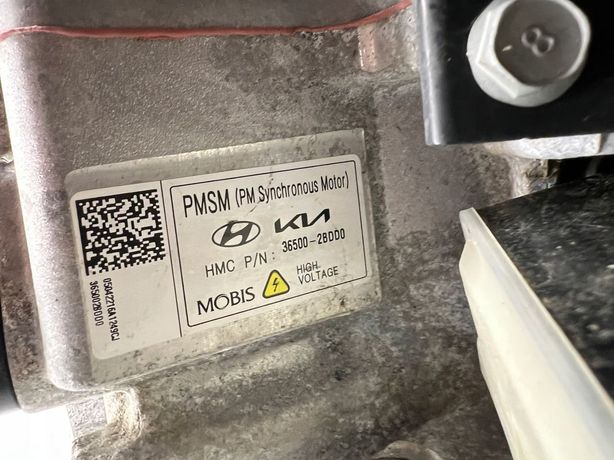 8
PMSM (PM Synchronous Motor)
KIA
HMC P/N : 36500-2BDD0
MOBIS
HIGH
VOLTAGE
365002BDD0